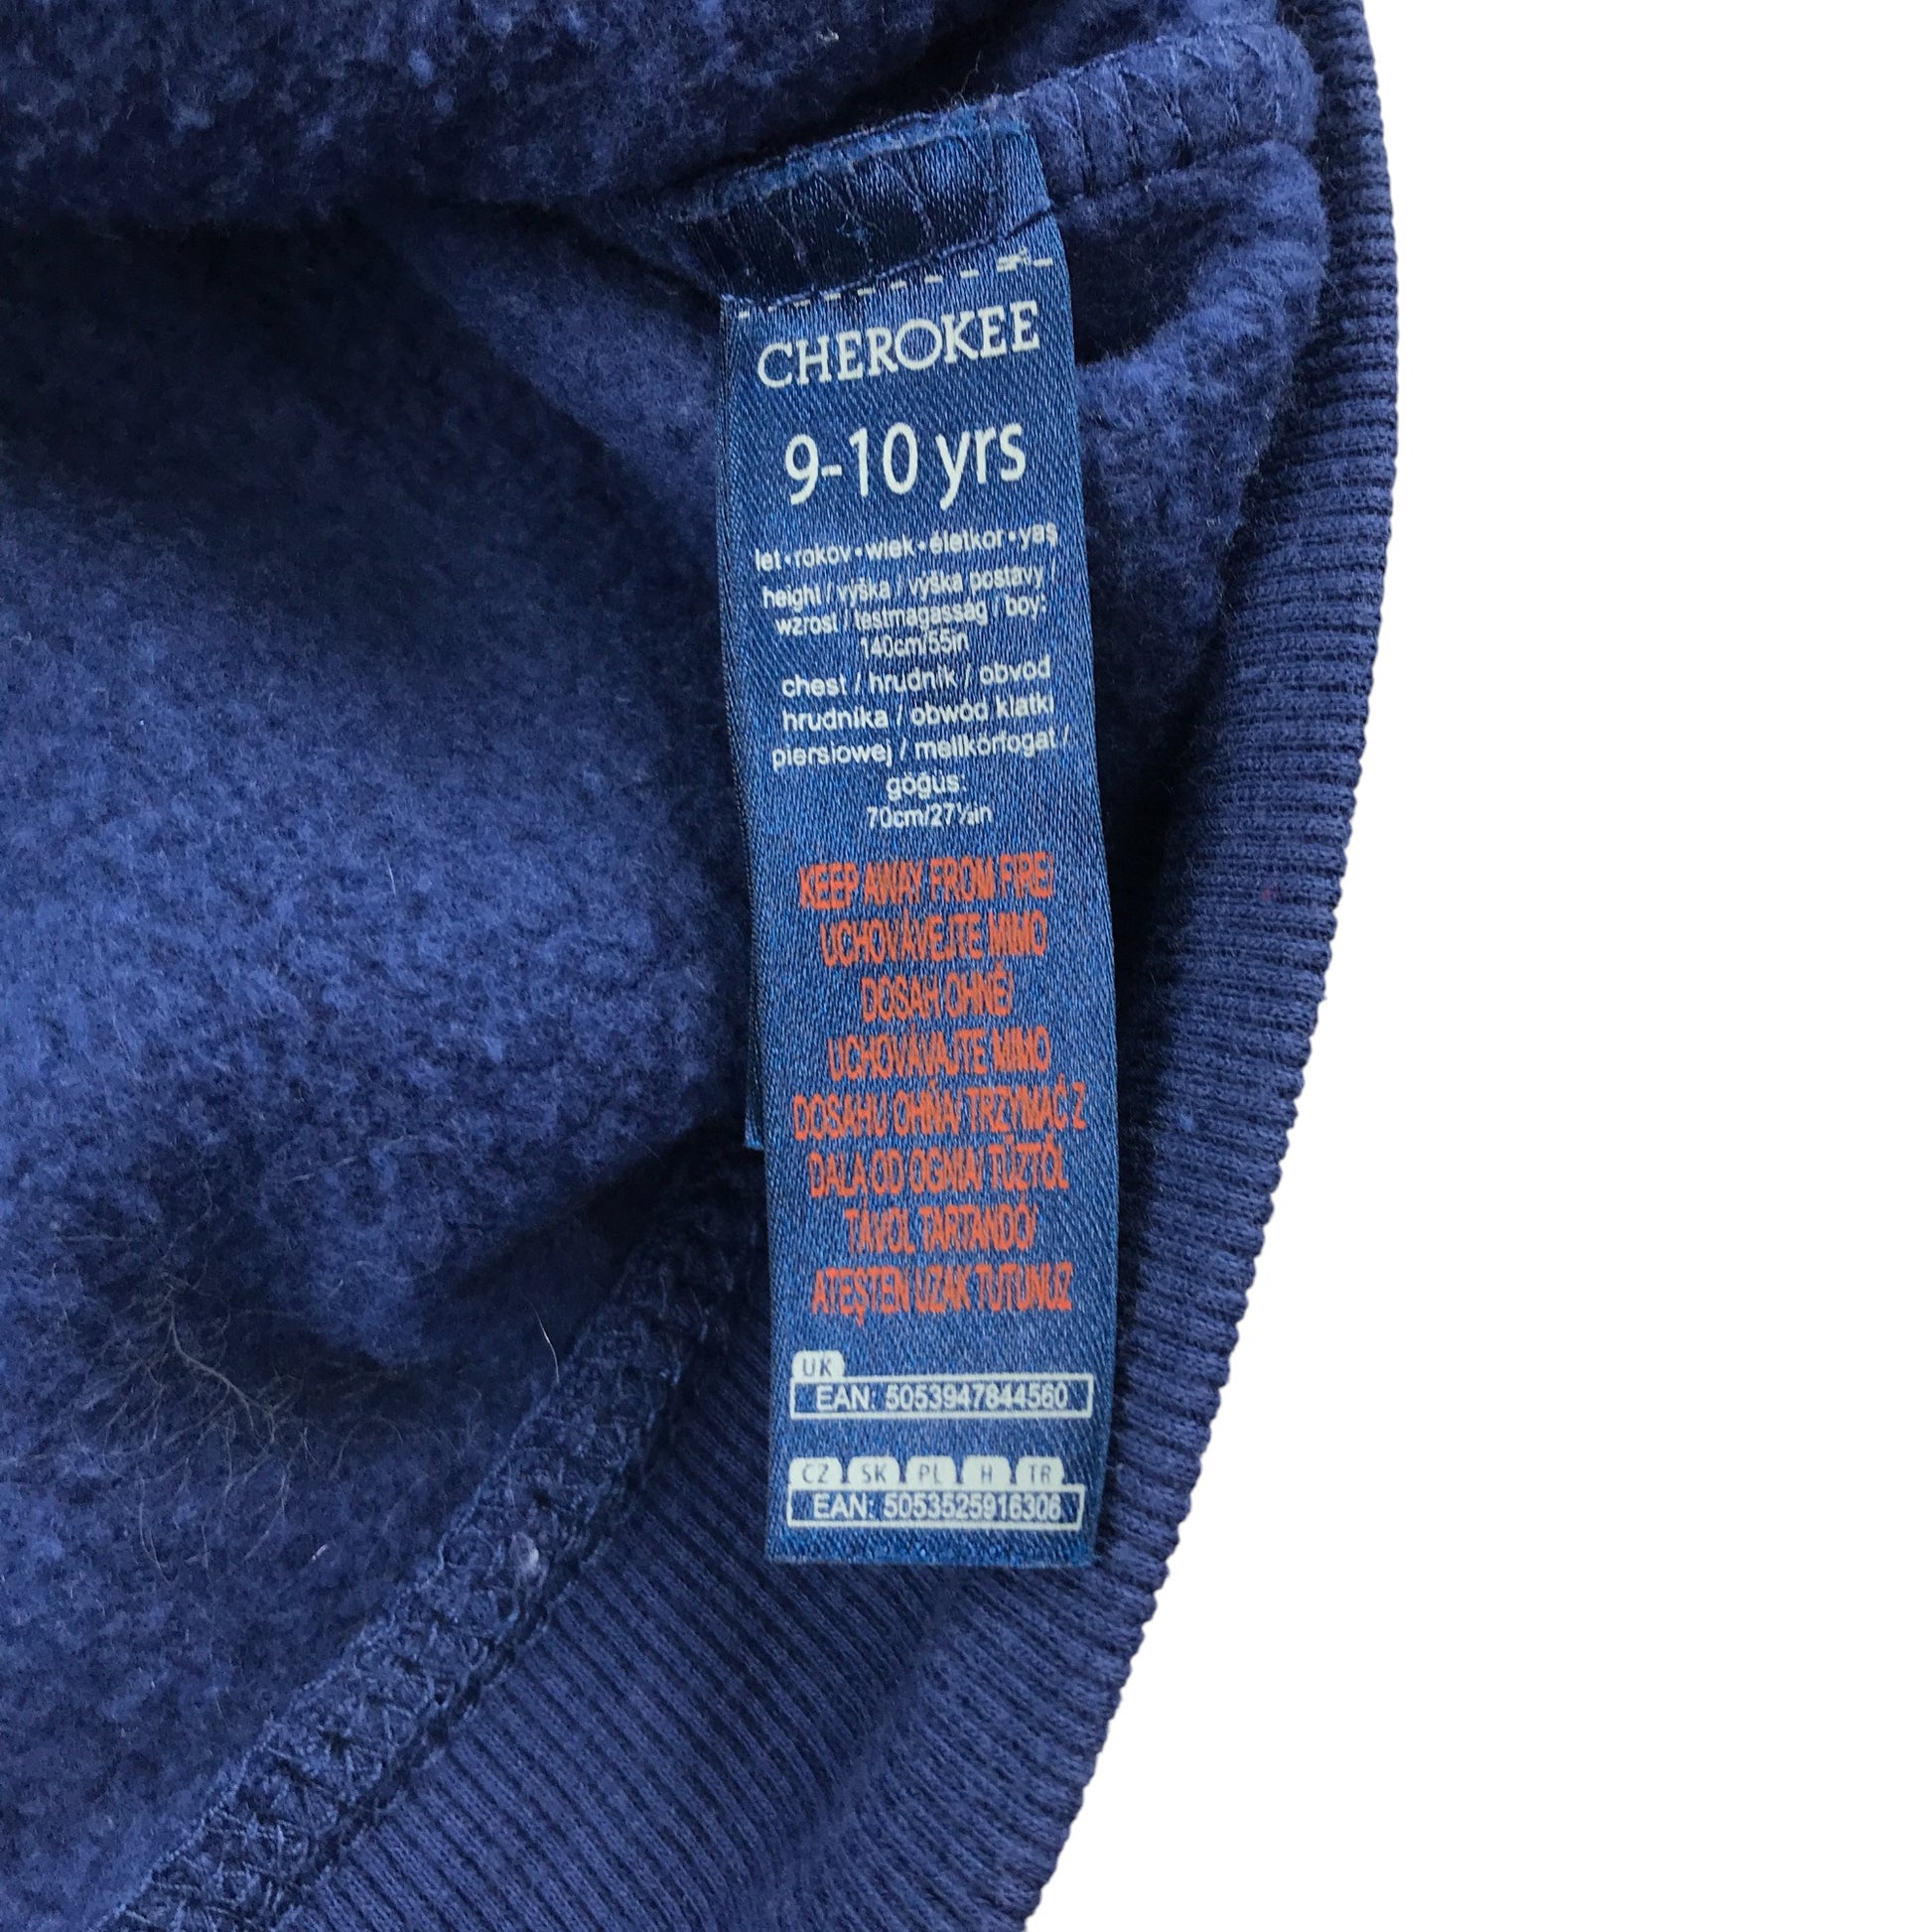 CHEROKEE
9-10 yrs
let•rokov•wiek•életkor•yaş
height / výška / výška postavy /
wzrost / testmagasság / boy:
140cm/55in
chest / hrudník / obvod
hrudníka / obwód klatki
piersiowej / mellkörfogat /
göğüs:
70cm/27½in
KEEP AWAY FROM FIRE/
UCHOVÁVEJTE MIMO
DOSAH OHNĚ/
UCHOVÁVAJTE MIMO
DOSAHU OHŇA/ TRZYMAĆ Z
DALA OD OGNIA/ TŰZTŐL
TÁVOL TARTANDÓ/
ATEŞTEN UZAK TUTUNUZ
UK
EAN: 5053947844560
CZ SK PL H TR
EAN: 5053525916306